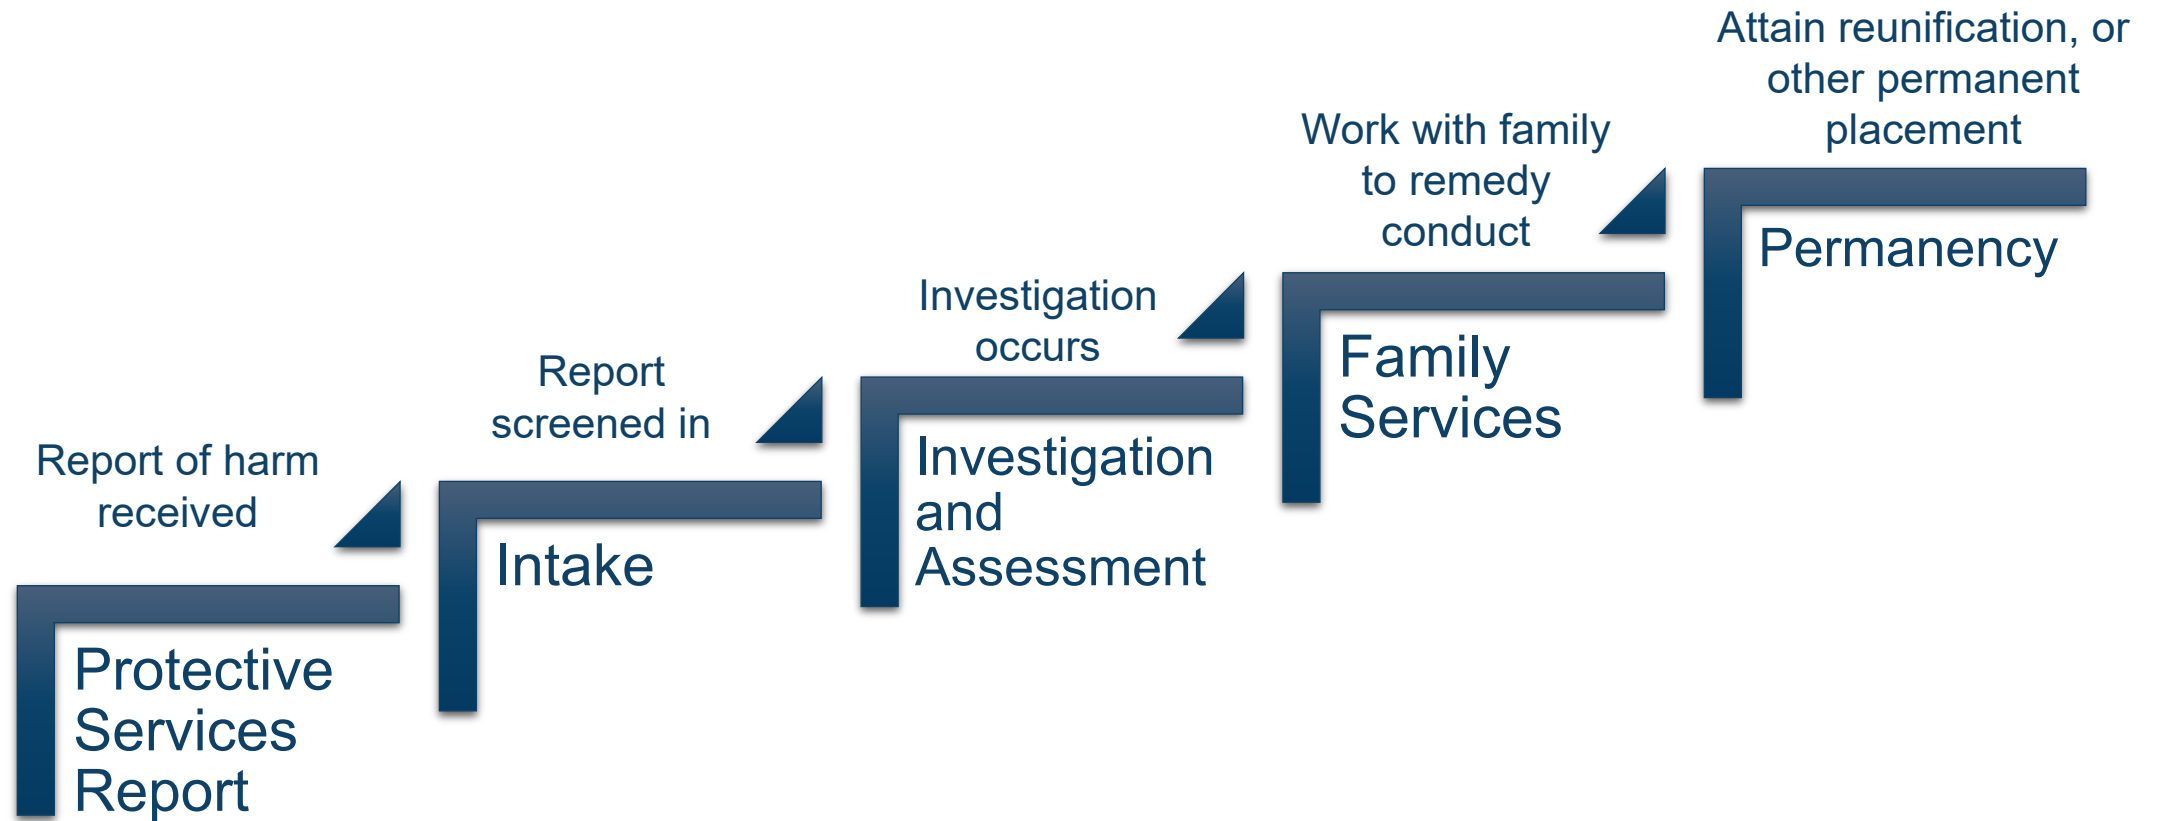 Report of harm
received
Protective
Services
Report
Report
screened in
Intake
Investigation
occurs
Investigation
and
Assessment
Work with family
to remedy
conduct
Family
Services
Attain reunification, or
other permanent
placement
Permanency